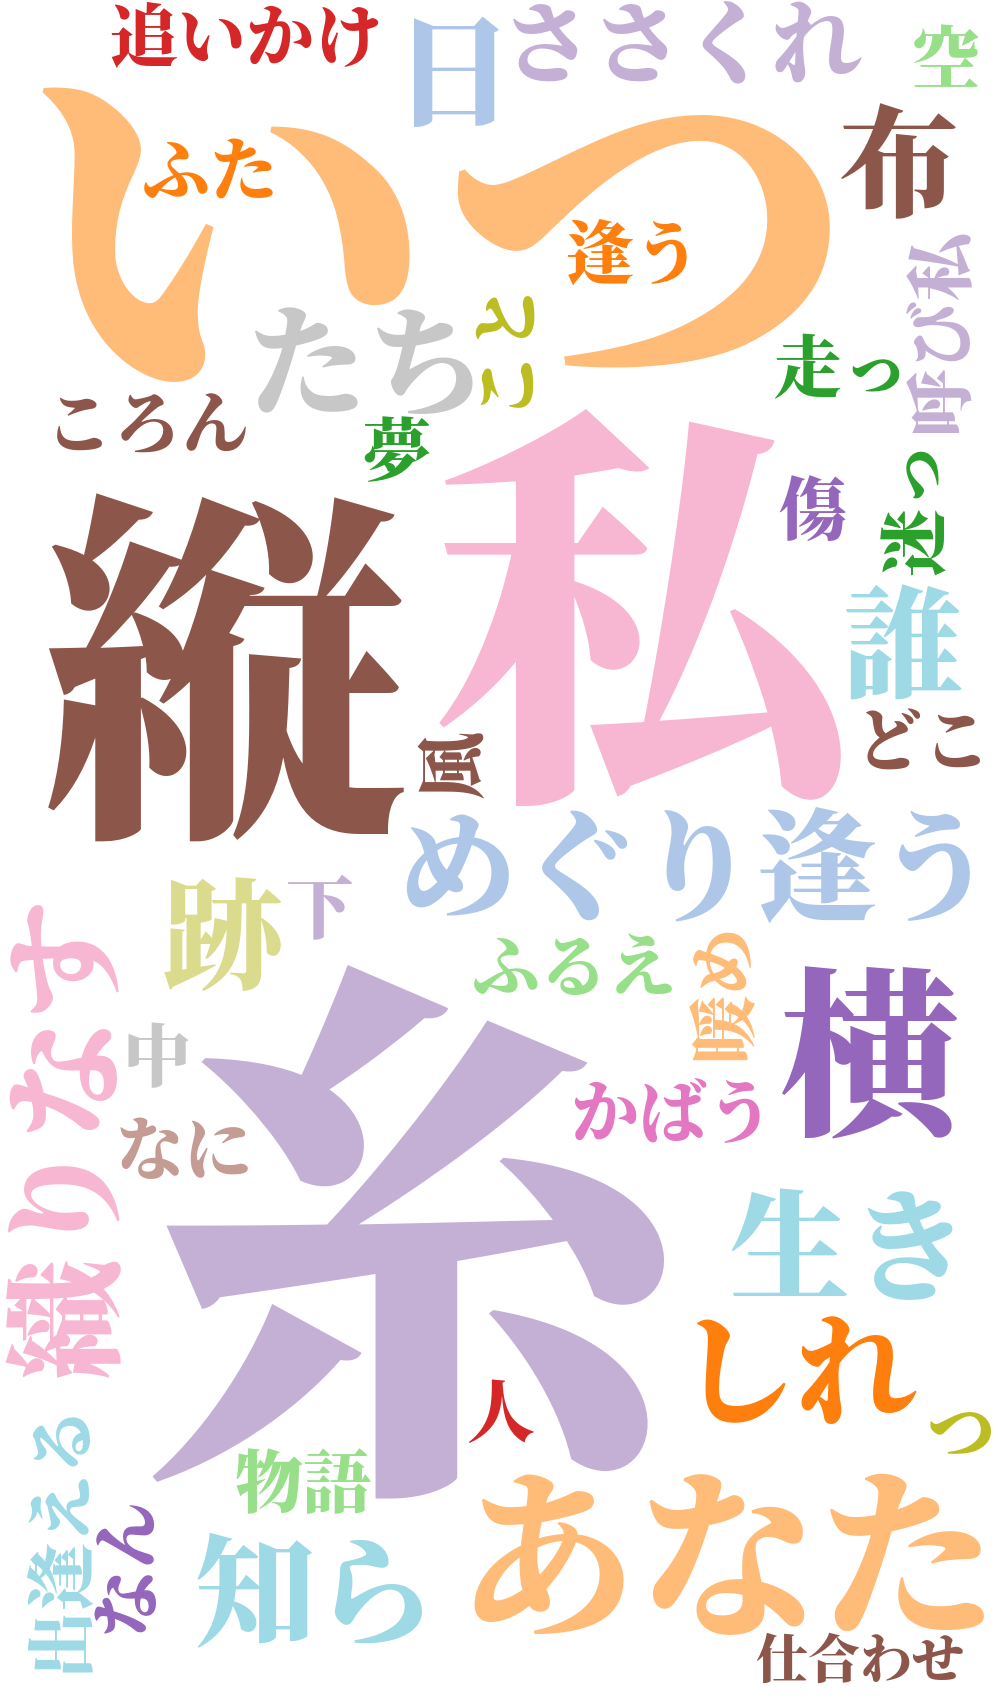 追いかけ
日
ささくれ
空
いつ
ふた
布
逢う
呼び私
たち
てこ
走っ
ころん
夢
私
傷
迷っ
縦
誰
どこ
風
めぐり逢う
跡
下
織りなす
ふるえ
暖め
横
糸
中
なに
かばう
生き
しれ
人
っ
出逢える
物語
あなた
なん
知ら
仕合わせ